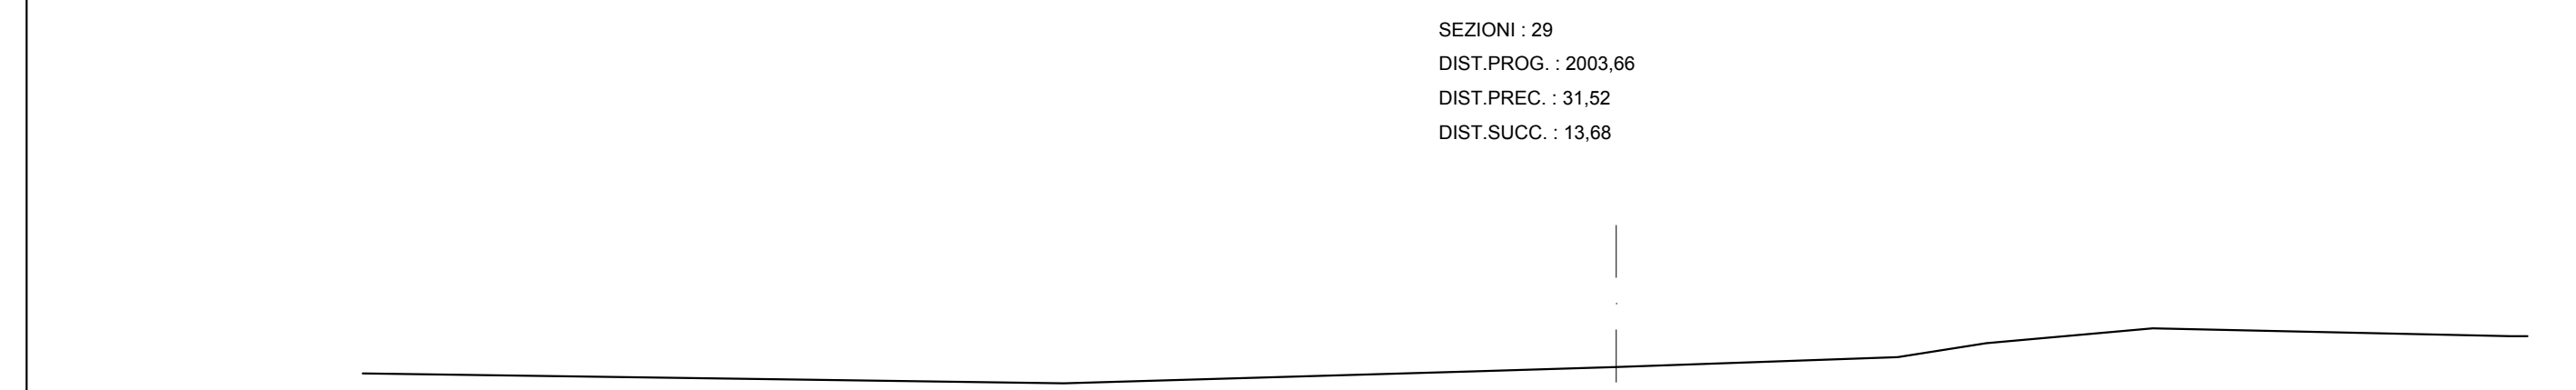 SEZIONI : 29
DIST.PROG. : 2003,66
DIST.PREC. : 31,52
DIST.SUCC. : 13,68